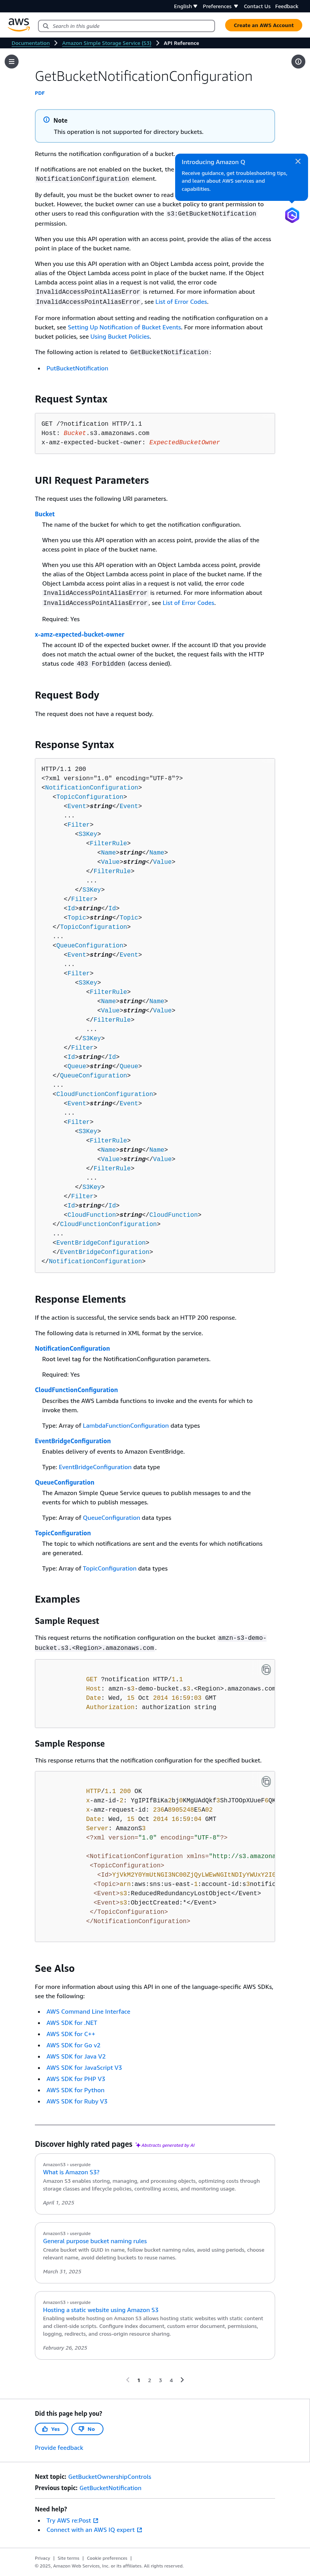 English
Preferences
Contact Us
Feedback
aws
Search in this guide
Create an AWS Account
Documentation
Amazon Simple Storage Service (S3)
API Reference
GetBucketNotificationConfiguration
PDF
Note
This operation is not supported for directory buckets.
Returns the notification configuration of a bucket.
If notifications are not enabled on the bucket, the
NotificationConfiguration element.
By default, you must be the bucket owner to read
bucket. However, the bucket owner can use a bucket policy to grant permission to
other users to read this configuration with the s3:GetBucketNotification
permission.
Introducing Amazon Q
Receive guidance, get troubleshooting tips,
and learn about AWS services and
capabilities.
When you use this API operation with an access point, provide the alias of the access
point in place of the bucket name.
When you use this API operation with an Object Lambda access point, provide the
alias of the Object Lambda access point in place of the bucket name. If the Object
Lambda access point alias in a request is not valid, the error code
InvalidAccessPointAliasError is returned. For more information about
InvalidAccessPointAliasError, see List of Error Codes.
For more information about setting and reading the notification configuration on a
bucket, see Setting Up Notification of Bucket Events. For more information about
bucket policies, see Using Bucket Policies.
The following action is related to GetBucketNotification:
PutBucketNotification
Request Syntax
GET /?notification HTTP/1.1
Host: Bucket.s3.amazonaws.com
x-amz-expected-bucket-owner: ExpectedBucketOwner
URI Request Parameters
The request uses the following URI parameters.
Bucket
The name of the bucket for which to get the notification configuration.
When you use this API operation with an access point, provide the alias of the
access point in place of the bucket name.
When you use this API operation with an Object Lambda access point, provide the
alias of the Object Lambda access point in place of the bucket name. If the Object
Lambda access point alias in a request is not valid, the error code
InvalidAccessPointAliasError is returned. For more information about
InvalidAccessPointAliasError, see List of Error Codes.
Required: Yes
x-amz-expected-bucket-owner
The account ID of the expected bucket owner. If the account ID that you provide
does not match the actual owner of the bucket, the request fails with the HTTP
status code 403 Forbidden (access denied).
Request Body
The request does not have a request body.
Response Syntax
HTTP/1.1 200
<?xml version="1.0" encoding="UTF-8"?>
<NotificationConfiguration>
<TopicConfiguration>
<Event>string</Event>
...
<Filter>
<S3Key>
<FilterRule>
<Name>string</Name>
<Value>string</Value>
</FilterRule>
...
</S3Key>
</Filter>
<Id>string</Id>
<Topic>string</Topic>
</TopicConfiguration>
...
<QueueConfiguration>
<Event>string</Event>
...
<Filter>
<S3Key>
<FilterRule>
<Name>string</Name>
<Value>string</Value>
</FilterRule>
...
</S3Key>
</Filter>
<Id>string</Id>
<Queue>string</Queue>
</QueueConfiguration>
...
<CloudFunctionConfiguration>
<Event>string</Event>
...
<Filter>
<S3Key>
<FilterRule>
<Name>string</Name>
<Value>string</Value>
</FilterRule>
...
</S3Key>
</Filter>
<Id>string</Id>
<CloudFunction>string</CloudFunction>
</CloudFunctionConfiguration>
...
<EventBridgeConfiguration>
</EventBridgeConfiguration>
</NotificationConfiguration>
Response Elements
If the action is successful, the service sends back an HTTP 200 response.
The following data is returned in XML format by the service.
NotificationConfiguration
Root level tag for the NotificationConfiguration parameters.
Required: Yes
CloudFunctionConfiguration
Describes the AWS Lambda functions to invoke and the events for which to
invoke them.
Type: Array of LambdaFunctionConfiguration data types
EventBridgeConfiguration
Enables delivery of events to Amazon EventBridge.
Type: EventBridgeConfiguration data type
QueueConfiguration
The Amazon Simple Queue Service queues to publish messages to and the
events for which to publish messages.
Type: Array of QueueConfiguration data types
TopicConfiguration
The topic to which notifications are sent and the events for which notifications
are generated.
Type: Array of TopicConfiguration data types
Examples
Sample Request
This request returns the notification configuration on the bucket amzn-s3-demo-
bucket.s3.<Region>.amazonaws.com.
GET ?notification HTTP/1.1
Host: amzn-s3-demo-bucket.s3.<Region>.amazonaws.com
Date: Wed, 15 Oct 2014 16:59:03 GMT
Authorization: authorization string
Sample Response
This response returns that the notification configuration for the specified bucket.
HTTP/1.1 200 OK
x-amz-request-id: 236A8905248E5A02
Date: Wed, 15 Oct 2014 16:59:04 GMT
Server: AmazonS3
<?xml version="1.0" encoding="UTF-8"?>
<NotificationConfiguration xmlns="http://s3.amazona
<TopicConfiguration>
<Topic>arn:aws:sns:us-east-1:account-id:s3notific
<Event>s3:ReducedRedundancyLostObject</Event>
<Event>s3:ObjectCreated:*</Event>
</TopicConfiguration>
</NotificationConfiguration>
See Also
For more information about using this API in one of the language-specific AWS SDKs,
see the following:
AWS Command Line Interface
AWS SDK for .NET
AWS SDK for C++
AWS SDK for Go v2
AWS SDK for Java V2
AWS SDK for JavaScript V3
AWS SDK for PHP V3
AWS SDK for Python
AWS SDK for Ruby V3
Discover highly rated pages Abstracts generated by AI
AmazonS3 › userguide
What is Amazon S3?
Amazon S3 enables storing, managing, and processing objects, optimizing costs through
storage classes and lifecycle policies, controlling access, and monitoring usage.
April 1, 2025
AmazonS3 › userguide
General purpose bucket naming rules
Create bucket with GUID in name, follow bucket naming rules, avoid using periods, choose
relevant name, avoid deleting buckets to reuse names.
March 31, 2025
AmazonS3 › userguide
Hosting a static website using Amazon S3
Enabling website hosting on Amazon S3 allows hosting static websites with static content
and client-side scripts. Configure index document, custom error document, permissions,
logging, redirects, and cross-origin resource sharing.
February 26, 2025
1 2 3 4
Did this page help you?
Yes
No
Provide feedback
Next topic: GetBucketOwnershipControls
Previous topic: GetBucketNotification
Need help?
Try AWS re:Post
Connect with an AWS IQ expert
Privacy | Site terms | Cookie preferences |
© 2025, Amazon Web Services, Inc. or its affiliates. All rights reserved.